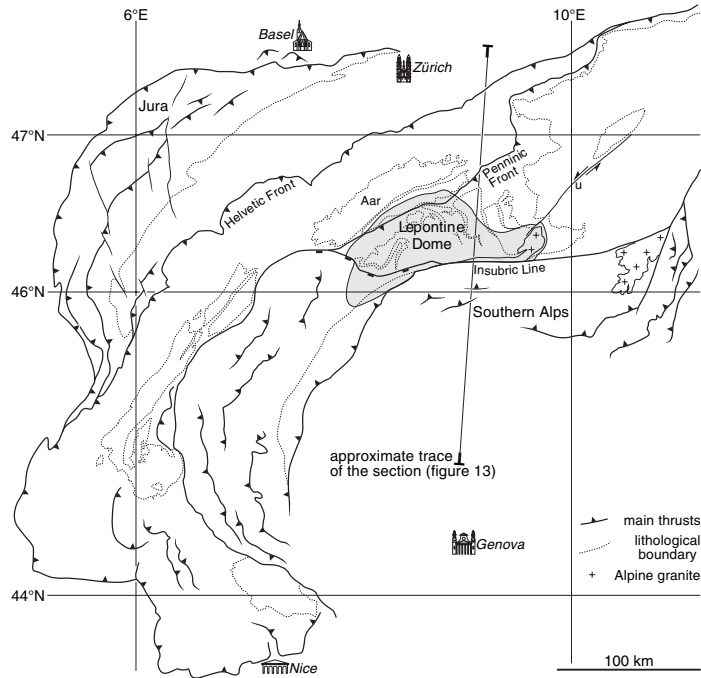 6°E
10°E
Basel
Zürich
Jura
47°N
Helvetic Front
Aar
Penninic
Front
u
Lepontine
Dome
Insubric Line
46°N
Southern Alps
approximate trace
of the section (figure 13)
Genova
main thrusts
lithological
boundary
+ Alpine granite
44°N
100 km
Nice